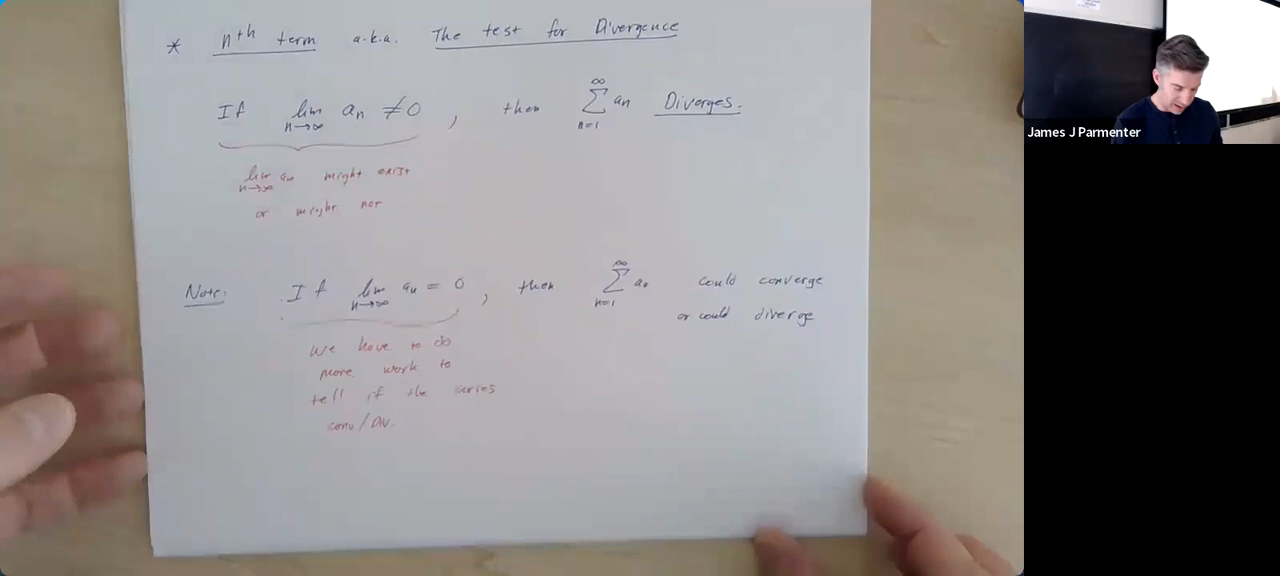 * nth term a.k.a. The test for Divergence
If lim n→∞ an ≠ 0, then ∞ Σ n=1 an Diverges.
lim n→∞ an might exist
or might not
Note: If lim n→∞ an = 0, then ∞ Σ n=1 an could converge
or could diverge
We have to do
more work to
tell if the series
conv/Div.
James J Parmenter